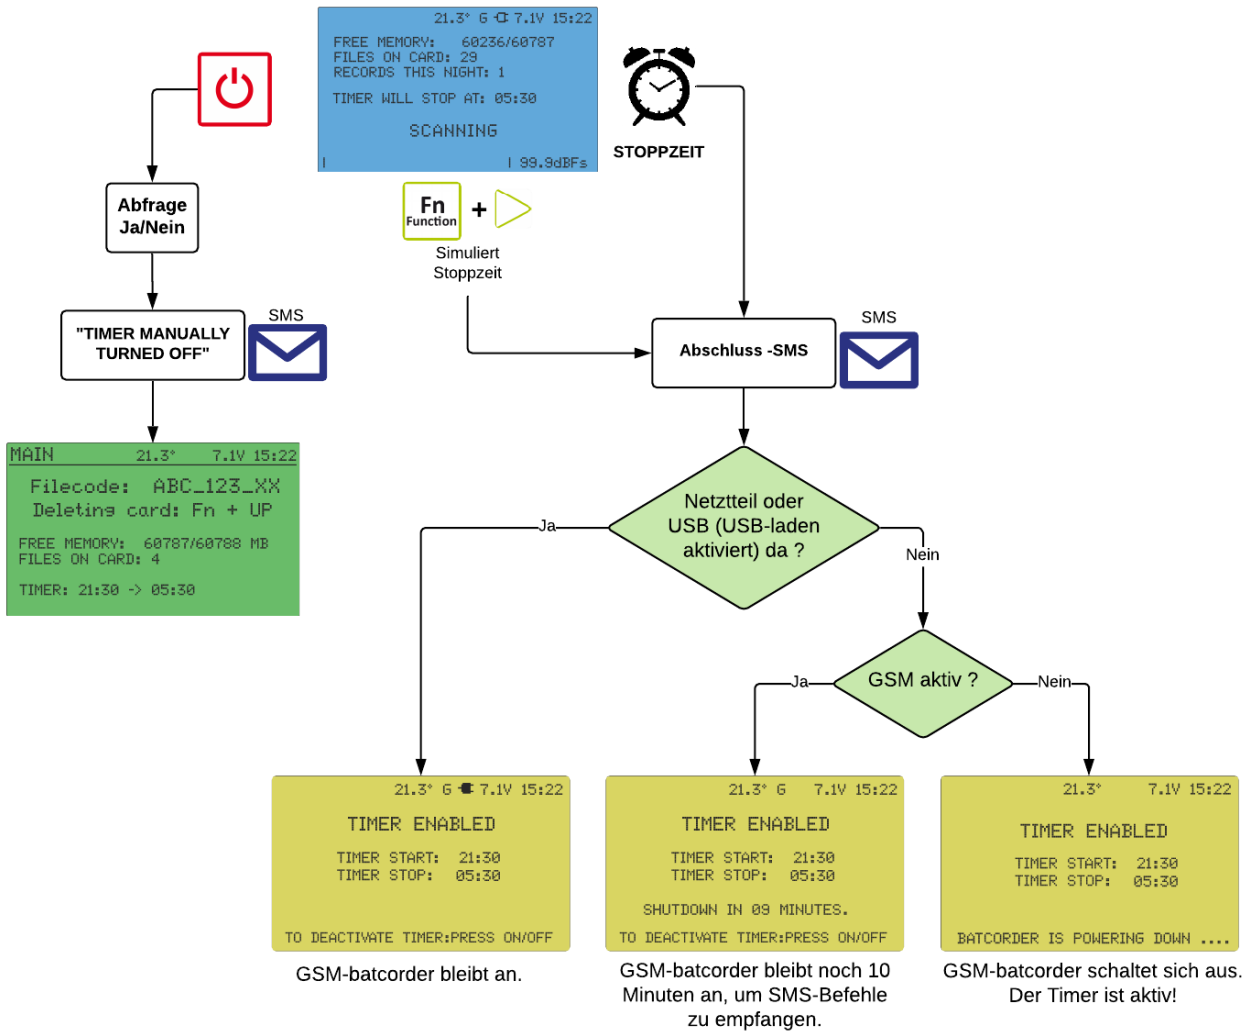 21.3° G 7.1V 15:22
FREE MEMORY: 60236/60787
FILES ON CARD: 29
RECORDS THIS NIGHT: 1
TIMER WILL STOP AT: 05:30
SCANNING
99.9dBFs
STOPPZEIT
Fn
Function
+
Simuliert
Stoppzeit
Abfrage
Ja/Nein
"TIMER MANUALLY
TURNED OFF"
SMS
Abschluss -SMS
SMS
MAIN 21.3° 7.1V 15:22
Filecode: ABC_123_XX
Deleting card: Fn + UP
FREE MEMORY: 60787/60788 MB
FILES ON CARD: 4
TIMER: 21:30 -> 05:30
Netztteil oder
USB (USB-laden
aktiviert) da ?
Ja
Nein
GSM aktiv ?
Ja
Nein
21.3° G 7.1V 15:22
TIMER ENABLED
TIMER START: 21:30
TIMER STOP: 05:30
TO DEACTIVATE TIMER:PRESS ON/OFF
GSM-batcorder bleibt an.
21.3° G 7.1V 15:22
TIMER ENABLED
TIMER START: 21:30
TIMER STOP: 05:30
SHUTDOWN IN 09 MINUTES.
TO DEACTIVATE TIMER:PRESS ON/OFF
GSM-batcorder bleibt noch 10
Minuten an, um SMS-Befehle
zu empfangen.
21.3° 7.1V 15:22
TIMER ENABLED
TIMER START: 21:30
TIMER STOP: 05:30
BATCORDER IS POWERING DOWN ....
GSM-batcorder schaltet sich aus.
Der Timer ist aktiv!